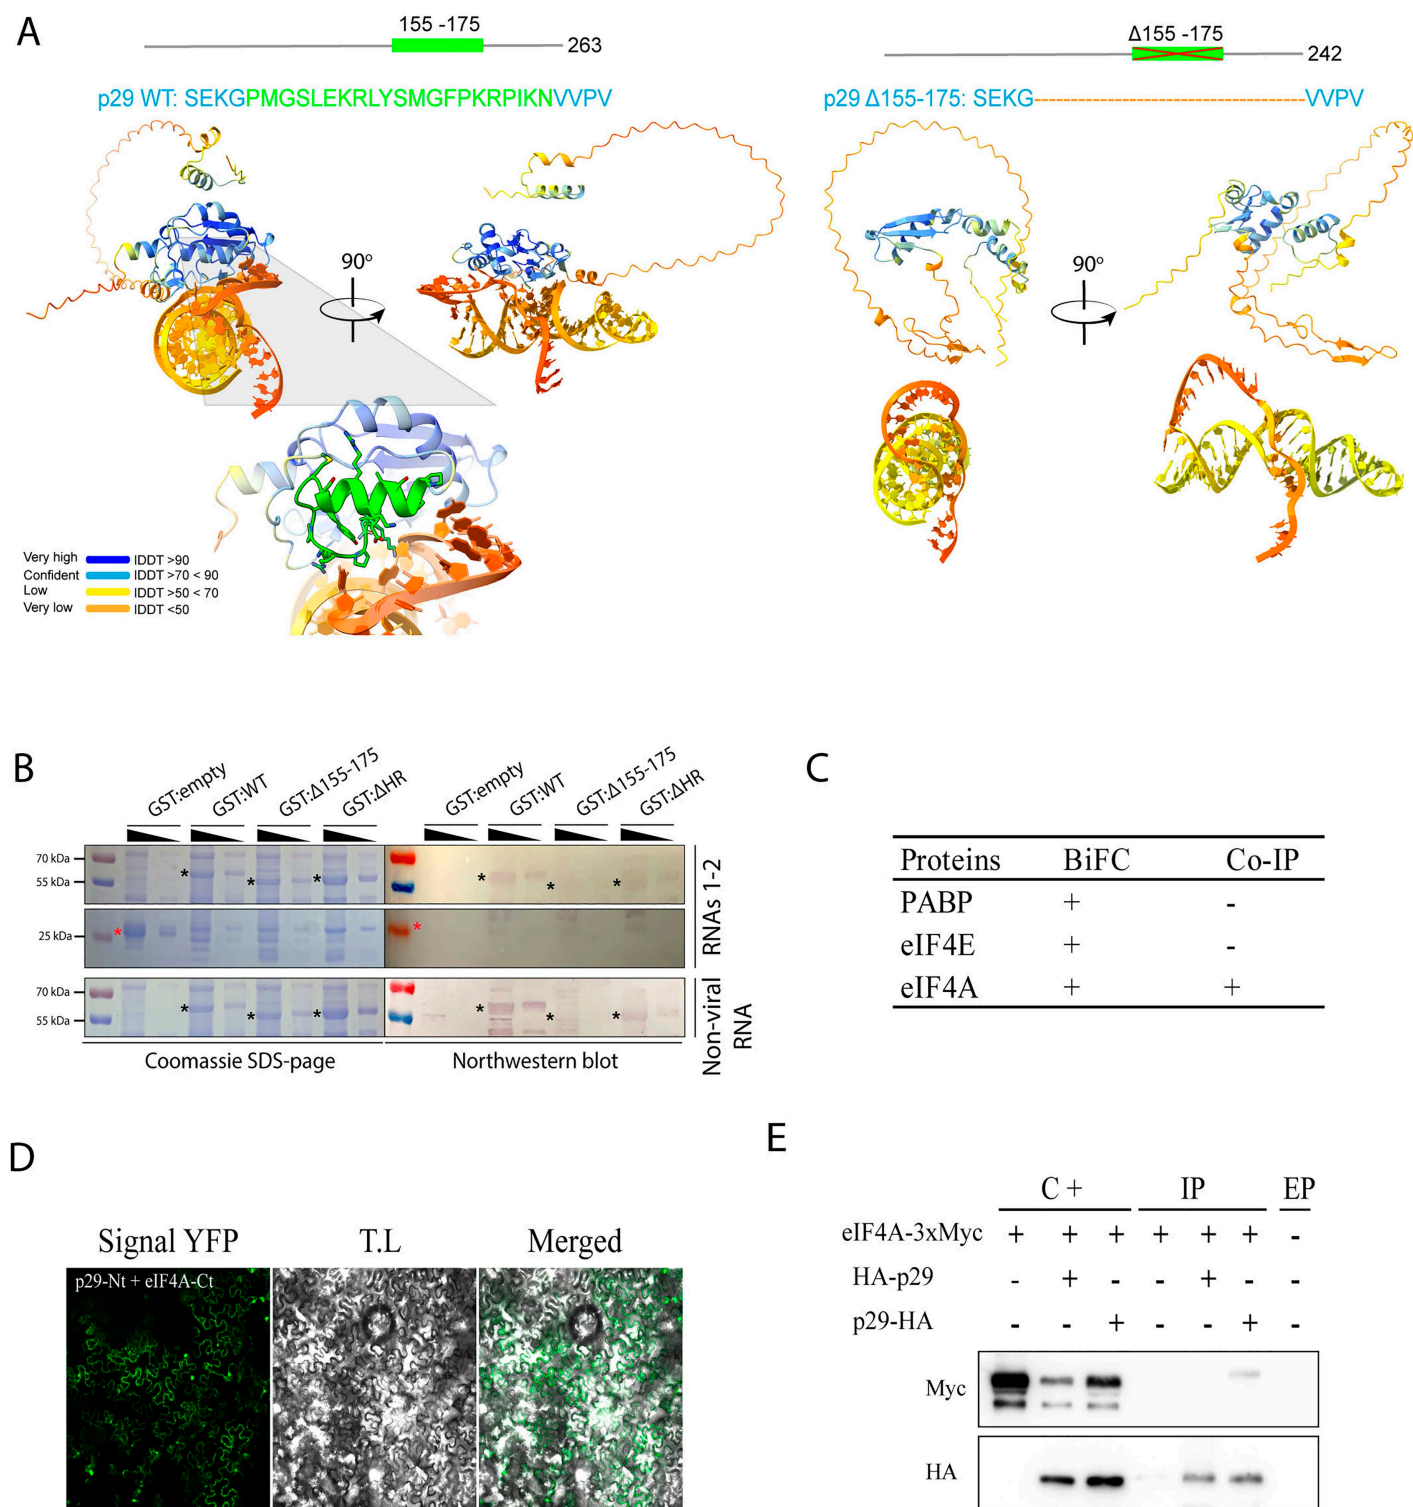 A
155 -175
263
p29 WT: SEKGPMGSLEKRLYSMGFPKRPIKNVVPV
90º
Δ155 -175
242
p29 Δ155-175: SEKG---------------------VVPV
90º
Very high IDDT >90
Confident IDDT >70 < 90
Low IDDT >50 < 70
Very low IDDT <50
B
GST:empty GST:WT GST:Δ155-175 GST:ΔHR GST:empty GST:WT GST:Δ155-175 GST:ΔHR
70 kDa
55 kDa
25 kDa
RNAs 1-2
70 kDa
55 kDa
Non-viral RNA
Coomassie SDS-page Northwestern blot
C
Proteins BiFC Co-IP
PABP + -
eIF4E + -
eIF4A + +
D
Signal YFP T.L Merged
p29-Nt + eIF4A-Ct
E
C + IP EP
eIF4A-3xMyc + + + + + + -
HA-p29 - + - - + - -
p29-HA - - + - - + -
Myc
HA